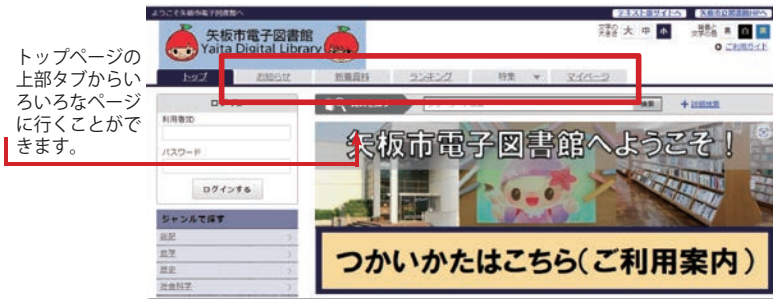 ようこそ矢板市電子図書館へ
テキスト版サイトへ
矢板市立図書館HPへ
矢板市電子図書館
Yaita Digital Library
文字の大きさ 大 中 小
背景と文字の色 黒 白 青
ご利用ガイド
トップページの
上部タブからい
ろいろなページ
に行くことがで
きます。
トップ
お知らせ
新着資料
ランキング
特集
マイページ
検索
詳細検索
利用者ID
パスワード
ログインする
ジャンルで探す
総記
哲学
歴史
社会科学
矢板市電子図書館へようこそ！
つかいかたはこちら(ご利用案内)